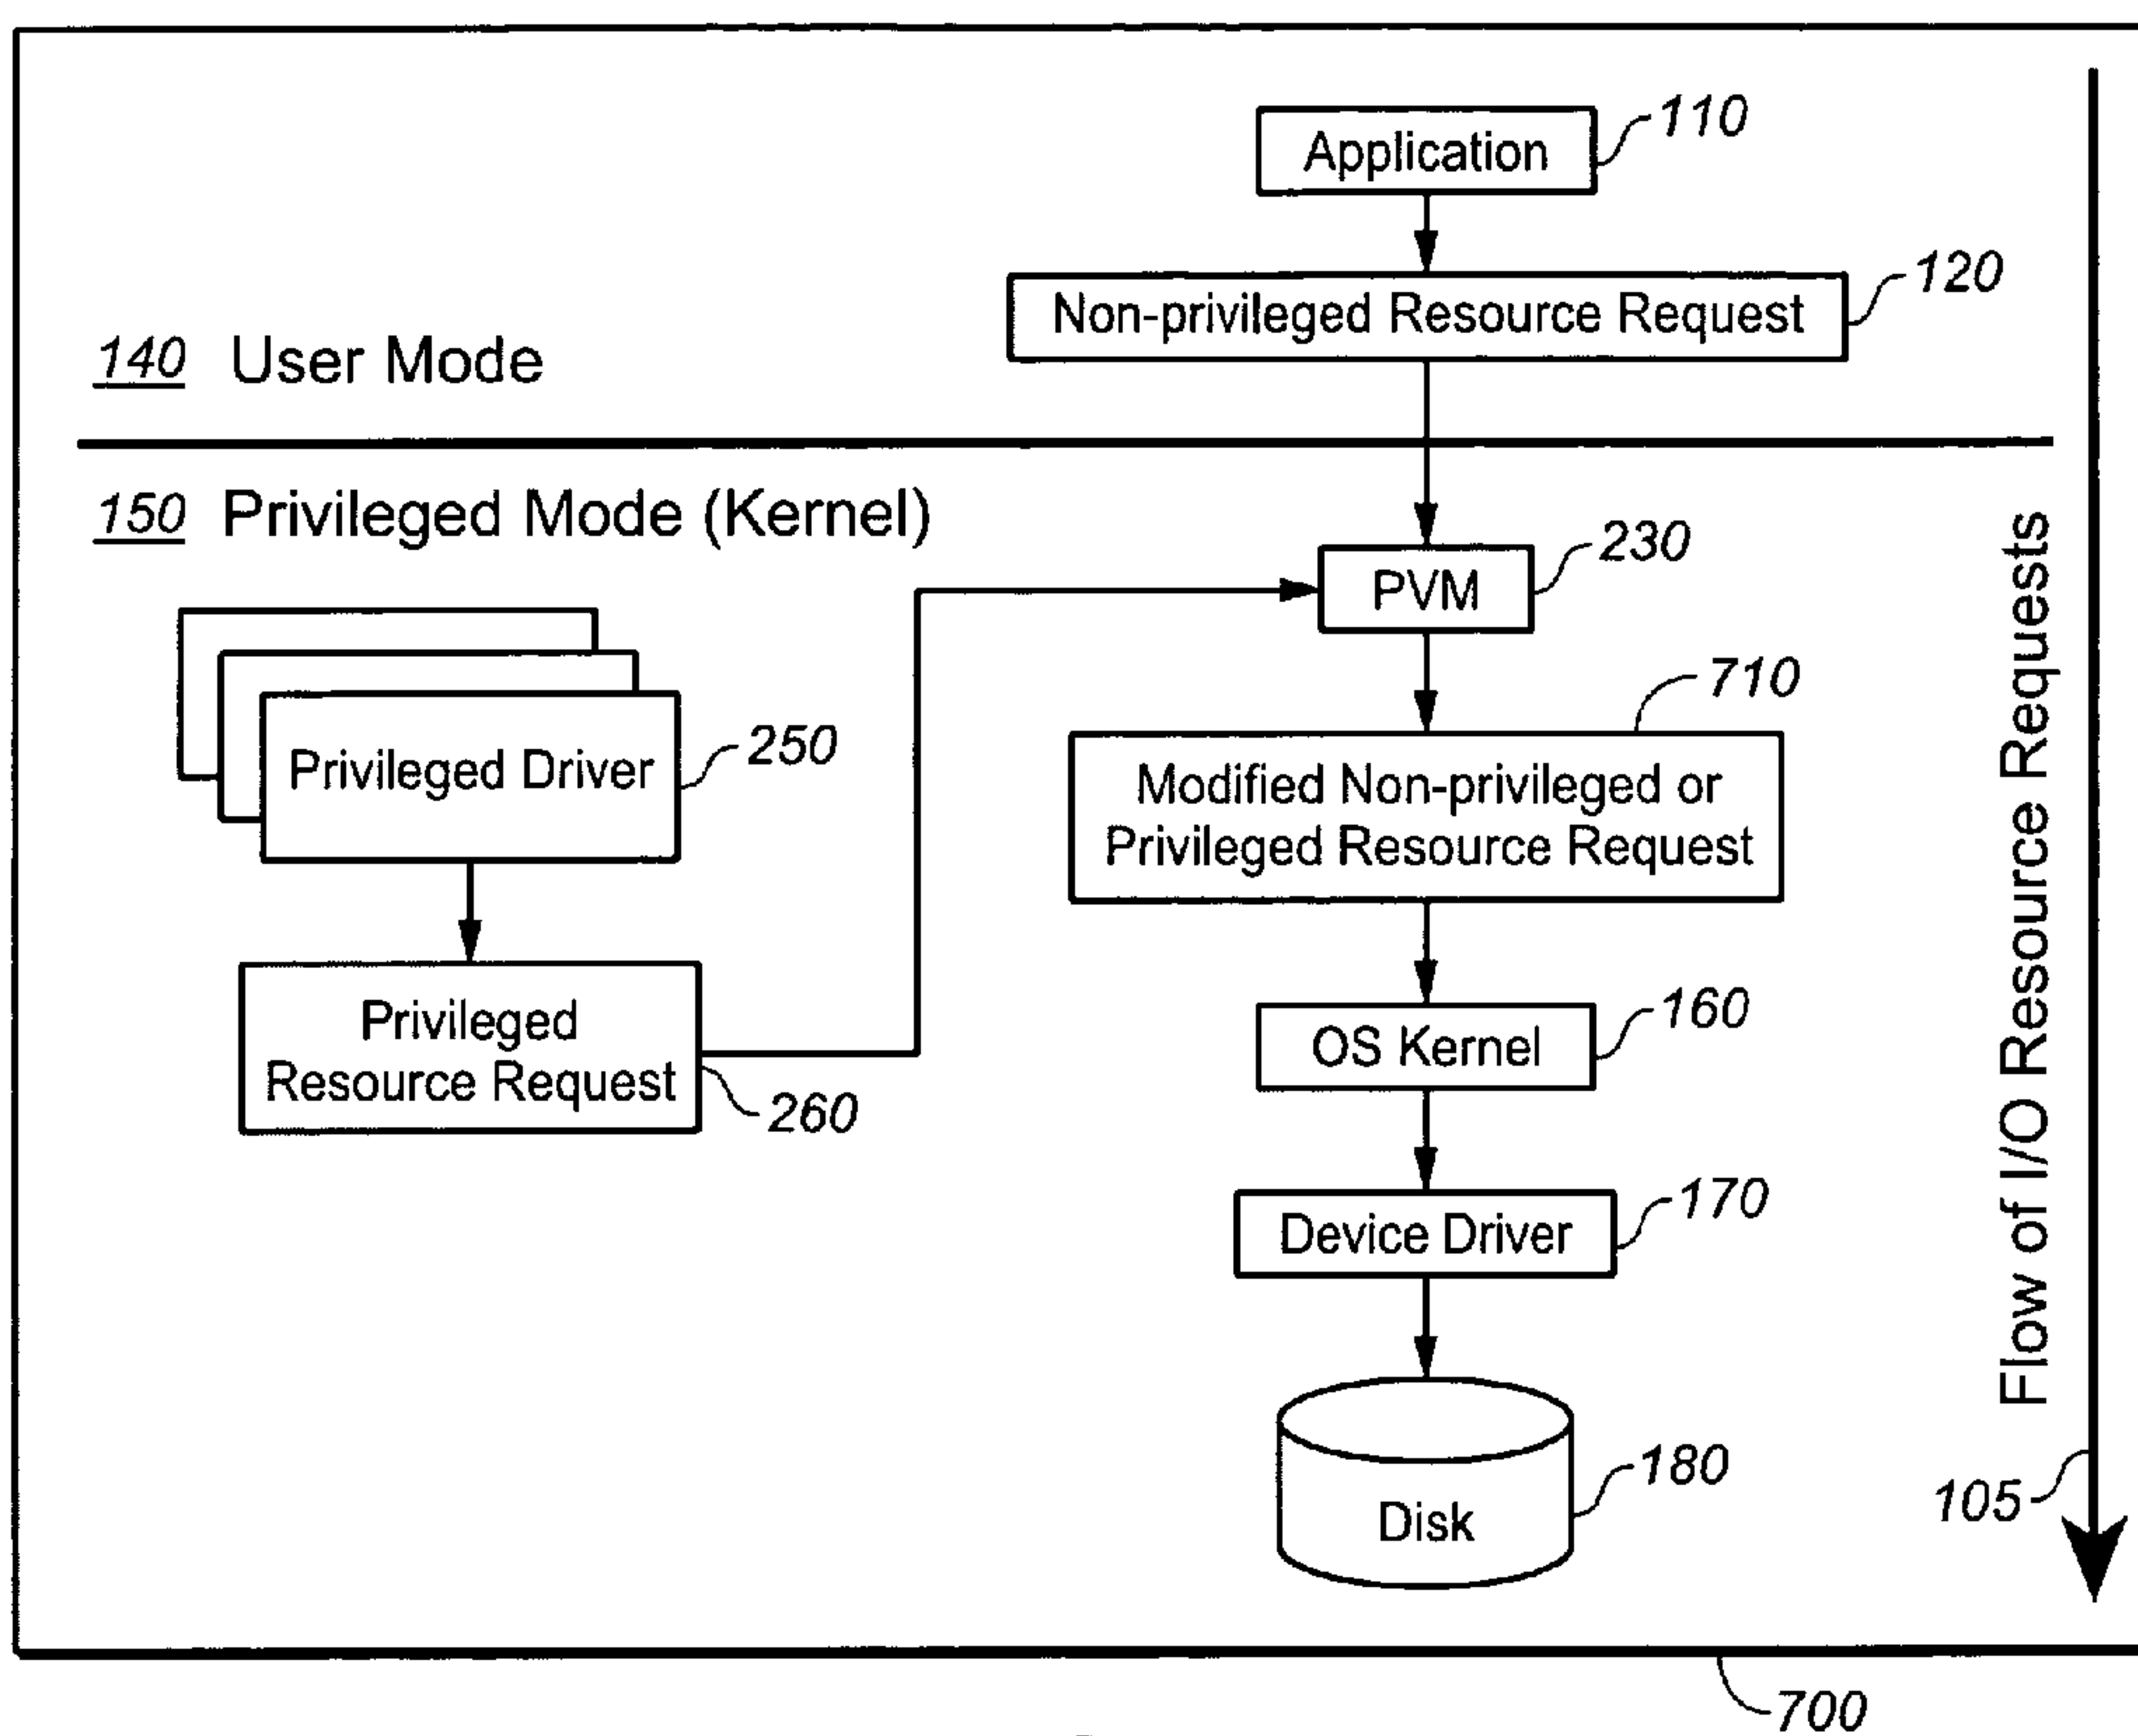 110
Application
120
Non-privileged Resource Request
140 User Mode
150 Privileged Mode (Kernel)
230
PVM
710
Privileged Driver
250
Modified Non-privileged or
Privileged Resource Request
Privileged
Resource Request
260
160
OS Kernel
170
Device Driver
180
Disk
Flow of I/O Resource Requests
105
700